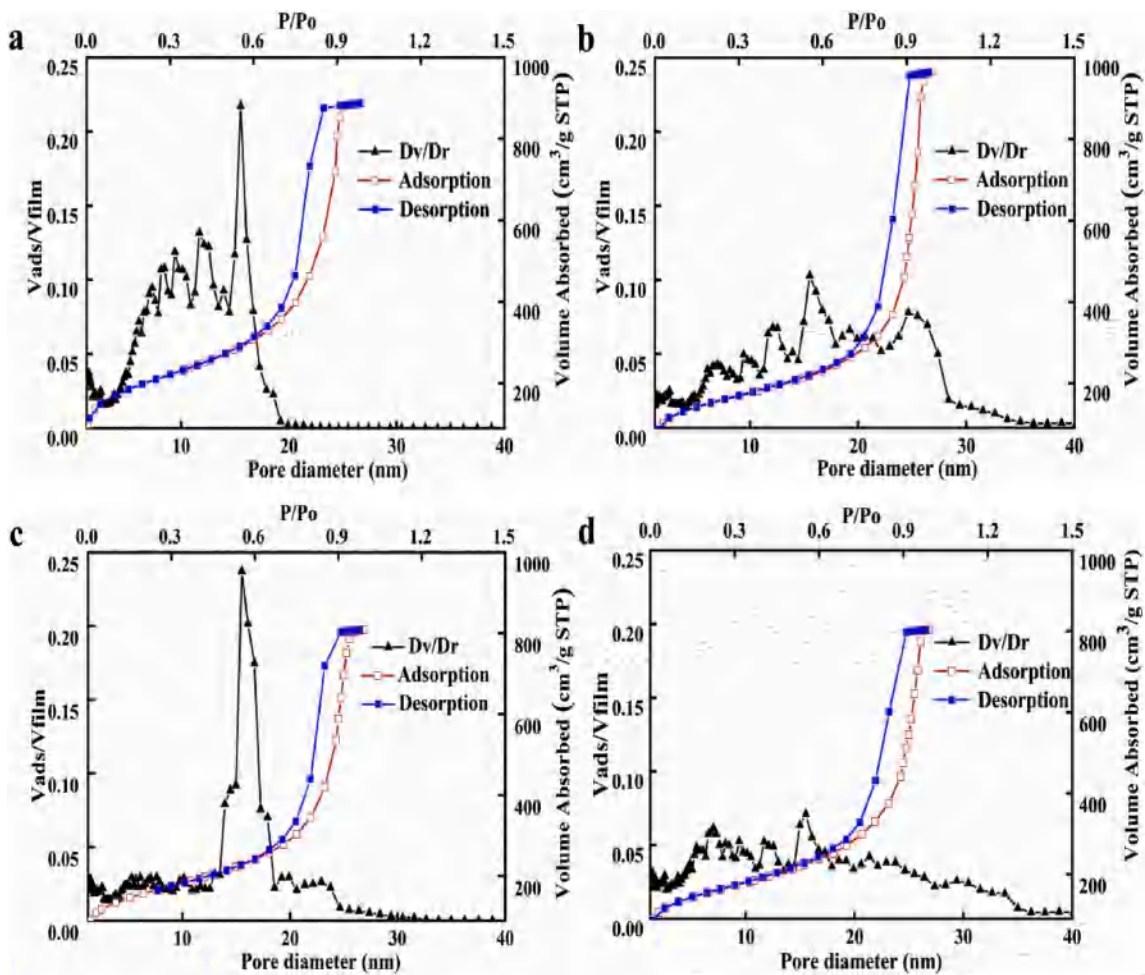 a
P/Po
0.0 0.3 0.6 0.9 1.2 1.5
0.25
0.20
0.15
0.10
0.05
0.00
Vads/Vfilm
1000
800
600
400
200
Volume Absorbed (cm³/g STP)
Dv/Dr
Adsorption
Desorption
10 20 30 40
Pore diameter (nm)
b
P/Po
0.0 0.3 0.6 0.9 1.2 1.5
0.25
0.20
0.15
0.10
0.05
0.00
Vads/Vfilm
1000
800
600
400
200
Volume Absorbed (cm³/g STP)
Dv/Dr
Adsorption
Desorption
10 20 30 40
Pore diameter (nm)
c
P/Po
0.0 0.3 0.6 0.9 1.2 1.5
0.25
0.20
0.15
0.10
0.05
0.00
Vads/Vfilm
1000
800
600
400
200
Volume Absorbed (cm³/g STP)
Dv/Dr
Adsorption
Desorption
10 20 30 40
Pore diameter (nm)
d
P/Po
0.0 0.3 0.6 0.9 1.2 1.5
0.25
0.20
0.15
0.10
0.05
0.00
Vads/Vfilm
1000
800
600
400
200
Volume Absorbed (cm³/g STP)
Dv/Dr
Adsorption
Desorption
10 20 30 40
Pore diameter (nm)